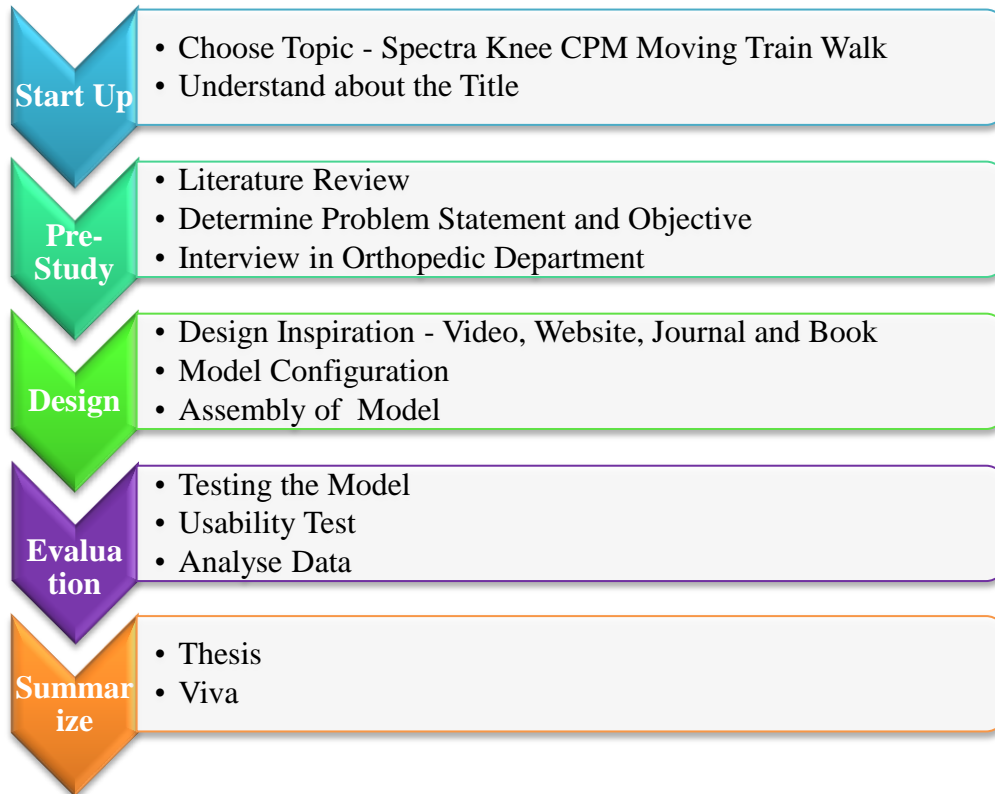 Start Up
• Choose Topic - Spectra Knee CPM Moving Train Walk
• Understand about the Title
Pre-
Study
• Literature Review
• Determine Problem Statement and Objective
• Interview in Orthopedic Department
Design
• Design Inspiration - Video, Website, Journal and Book
• Model Configuration
• Assembly of Model
Evalua
tion
• Testing the Model
• Usability Test
• Analyse Data
Summar
ize
• Thesis
• Viva